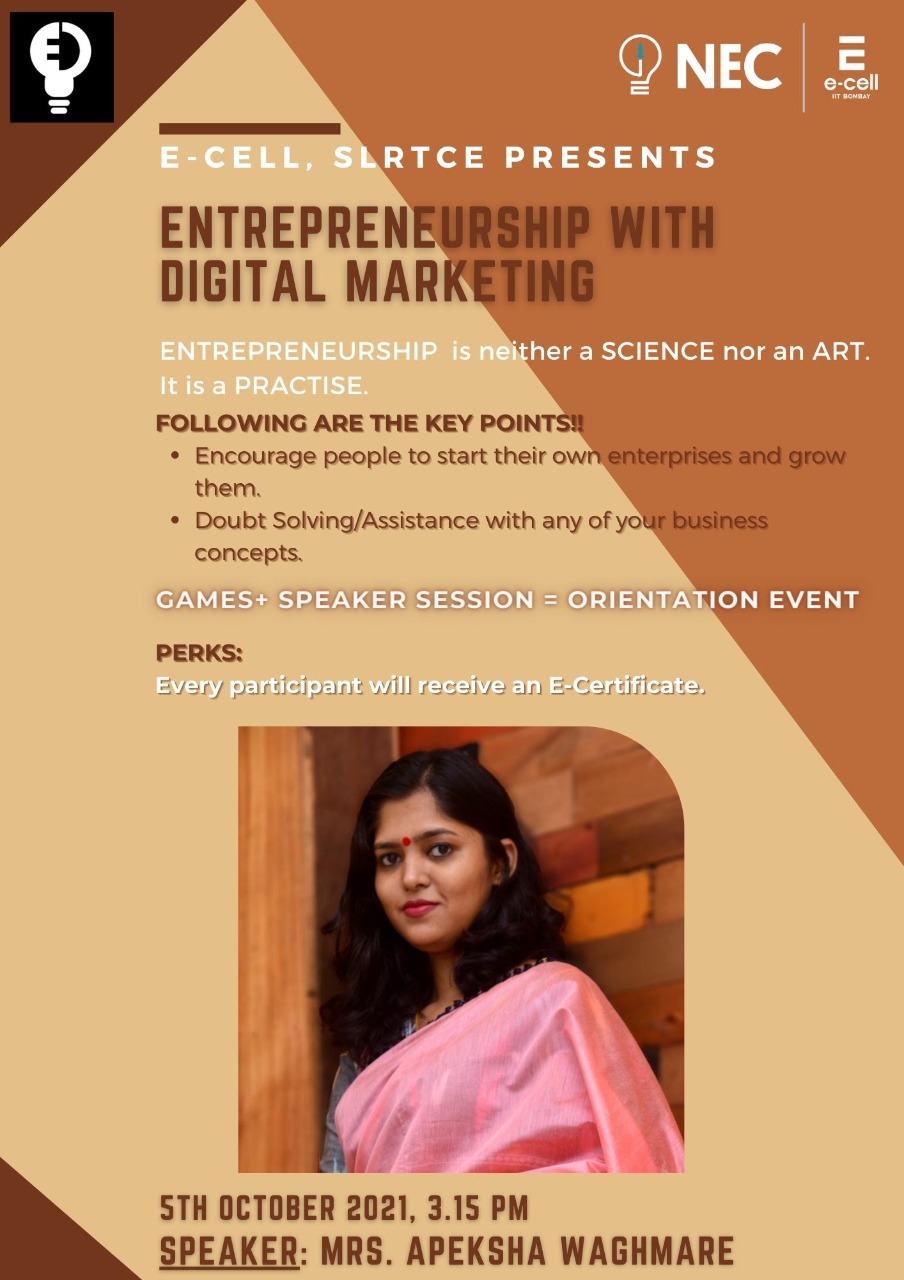 NEC
e-cell
IIT BOMBAY
E-CELL, SLRTCE PRESENTS
ENTREPRENEURSHIP WITH
DIGITAL MARKETING
ENTREPRENEURSHIP is neither a SCIENCE nor an ART.
It is a PRACTISE.
FOLLOWING ARE THE KEY POINTS!!
• Encourage people to start their own enterprises and grow
them.
• Doubt Solving/Assistance with any of your business
concepts.
GAMES+ SPEAKER SESSION = ORIENTATION EVENT
PERKS:
Every participant will receive an E-Certificate.
5TH OCTOBER 2021, 3.15 PM
SPEAKER: MRS. APEKSHA WAGHMARE